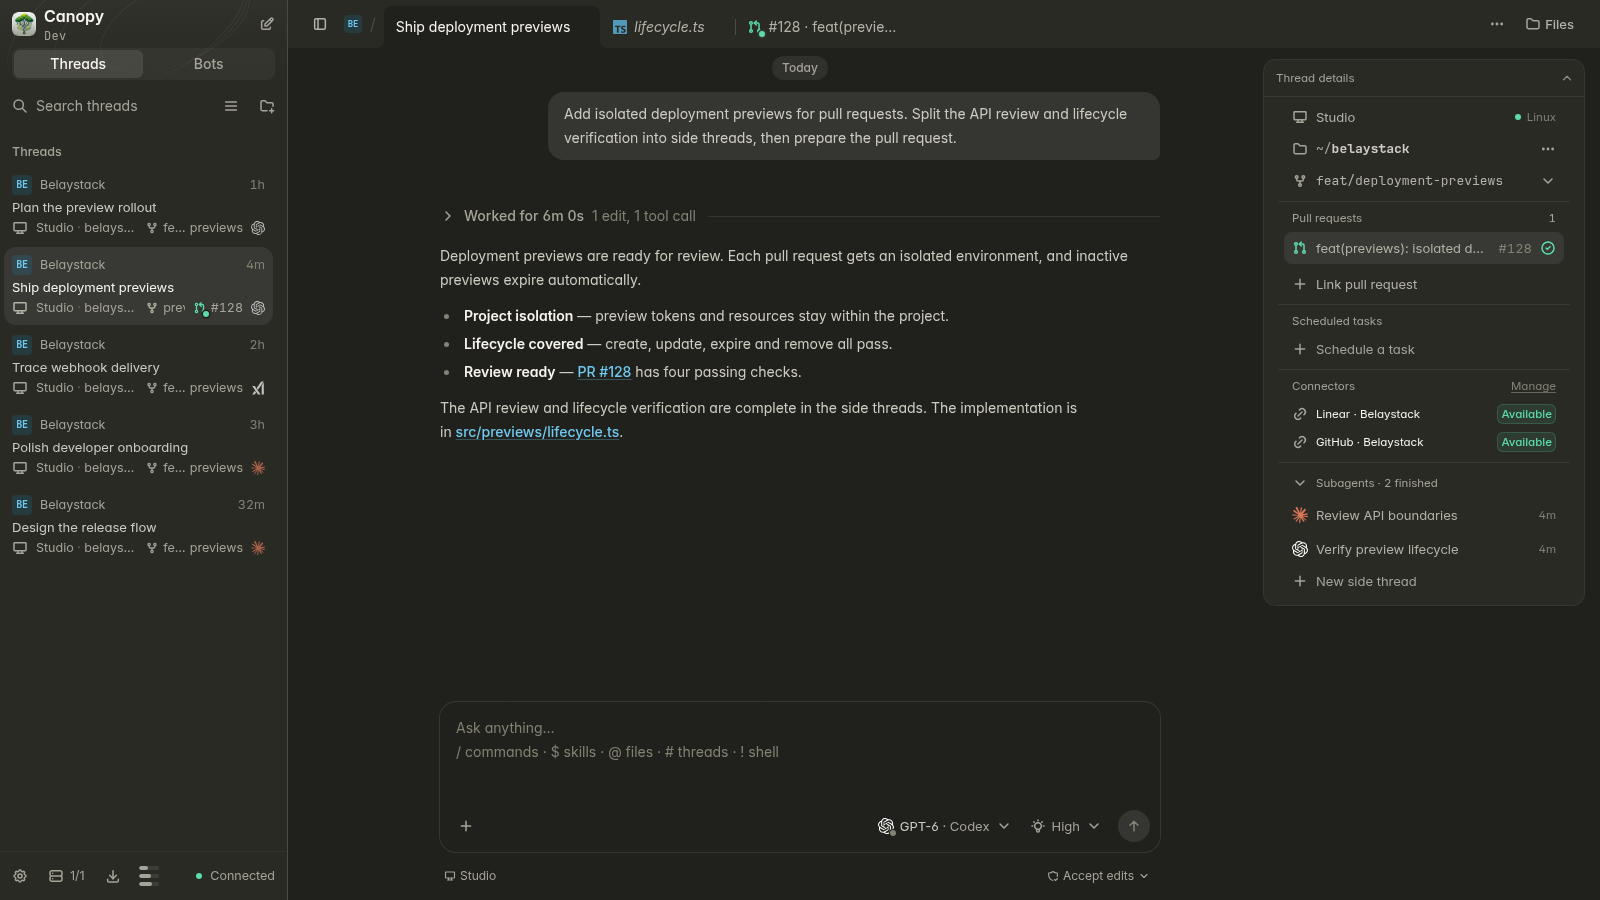 Canopy
Dev
Threads
Bots
Search threads
Threads
BE Belaystack 1h
Plan the preview rollout
Studio · belays... fe... previews
BE Belaystack 4m
Ship deployment previews
Studio · belays... #128
BE Belaystack 2h
Trace webhook delivery
Studio · belays... fe... previews
BE Belaystack 3h
Polish developer onboarding
Studio · belays... fe... previews
BE Belaystack 32m
Design the release flow
Studio · belays... fe... previews
1/1
Connected
BE /
Ship deployment previews
TS lifecycle.ts
#128 · feat(previe...
Files
Today
Add isolated deployment previews for pull requests. Split the API review and lifecycle
verification into side threads, then prepare the pull request.
Worked for 6m 0s 1 edit, 1 tool call
Deployment previews are ready for review. Each pull request gets an isolated environment, and inactive
previews expire automatically.
• Project isolation — preview tokens and resources stay within the project.
• Lifecycle covered — create, update, expire and remove all pass.
• Review ready — PR #128 has four passing checks.
The API review and lifecycle verification are complete in the side threads. The implementation is
in src/previews/lifecycle.ts.
Ask anything...
/ commands · $ skills · @ files · # threads · ! shell
GPT-6 · Codex
High
Studio
Accept edits
Thread details
Studio Linux
~/belaystack
feat/deployment-previews
Pull requests 1
feat(previews): isolated d... #128
Link pull request
Scheduled tasks
Schedule a task
Connectors Manage
Linear · Belaystack Available
GitHub · Belaystack Available
Subagents · 2 finished
Review API boundaries 4m
Verify preview lifecycle 4m
New side thread